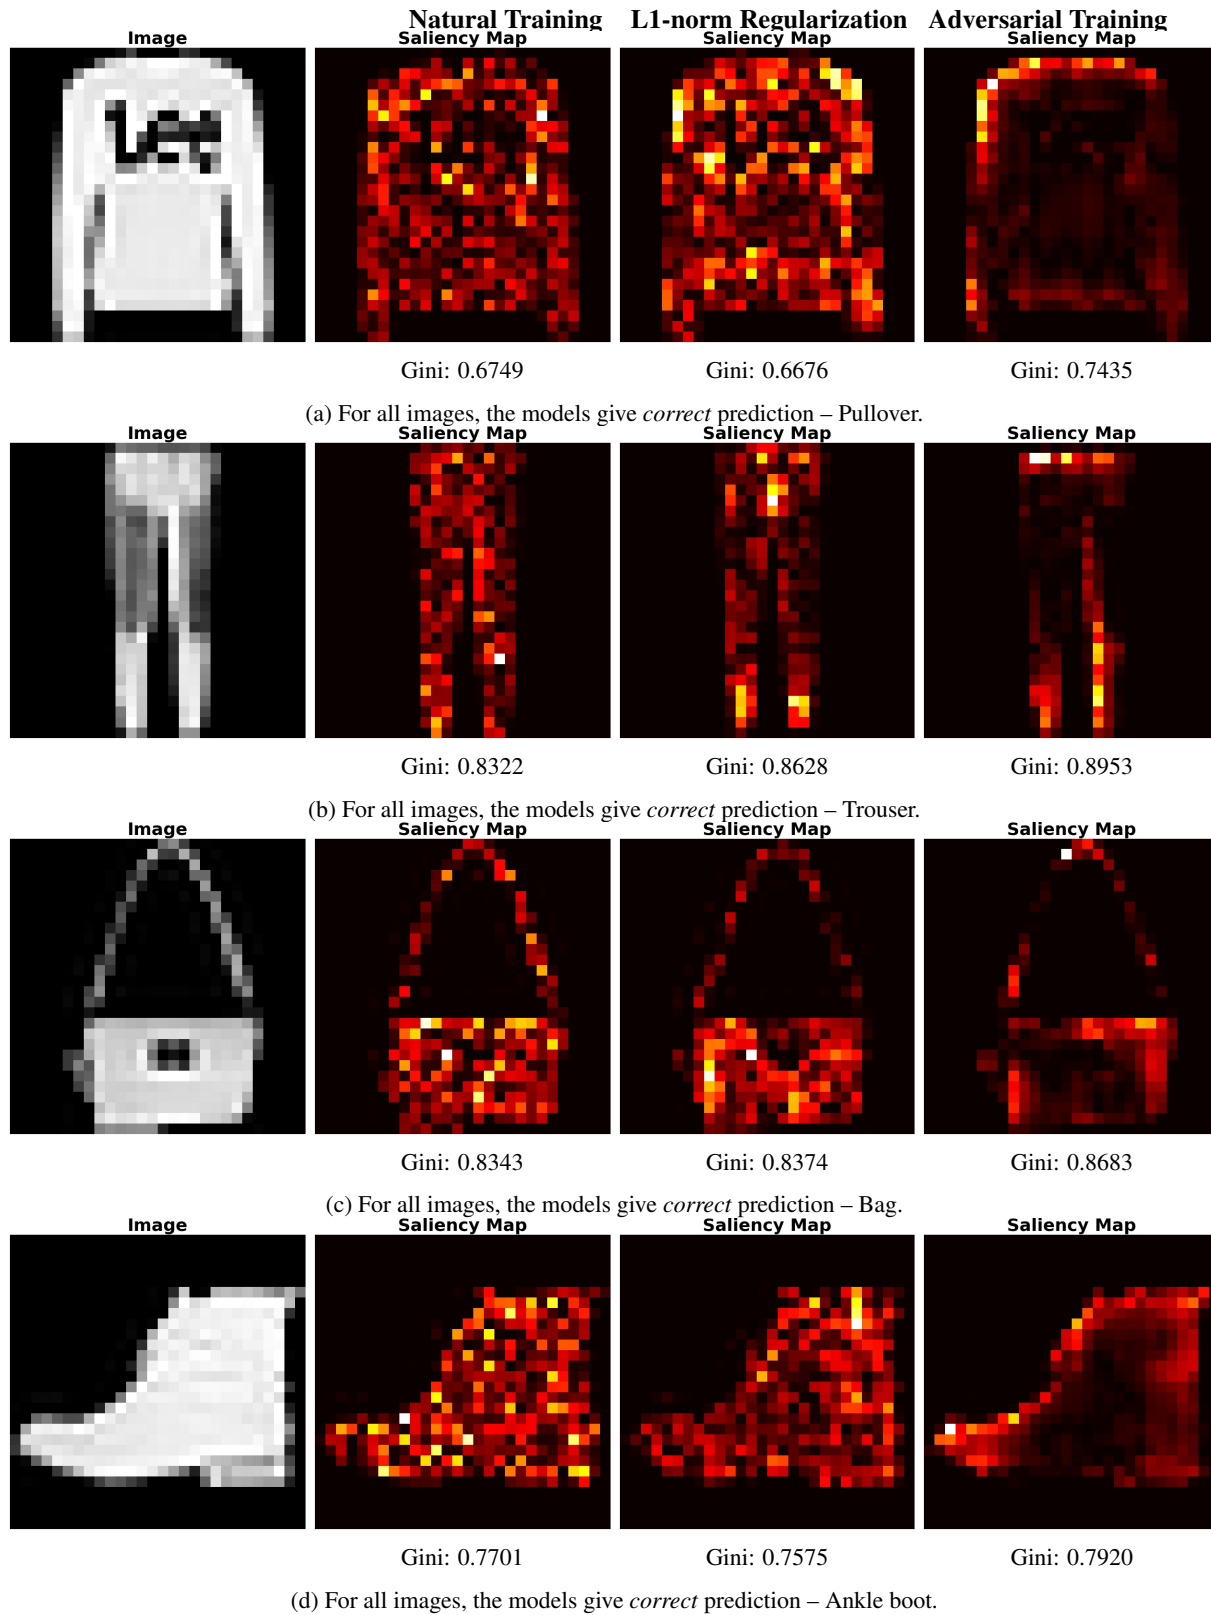 Natural Training L1-norm Regularization Adversarial Training
Image Saliency Map Saliency Map Saliency Map
Gini: 0.6749 Gini: 0.6676 Gini: 0.7435
(a) For all images, the models give correct prediction – Pullover.
Image Saliency Map Saliency Map Saliency Map
Gini: 0.8322 Gini: 0.8628 Gini: 0.8953
(b) For all images, the models give correct prediction – Trouser.
Image Saliency Map Saliency Map Saliency Map
Gini: 0.8343 Gini: 0.8374 Gini: 0.8683
(c) For all images, the models give correct prediction – Bag.
Image Saliency Map Saliency Map Saliency Map
Gini: 0.7701 Gini: 0.7575 Gini: 0.7920
(d) For all images, the models give correct prediction – Ankle boot.